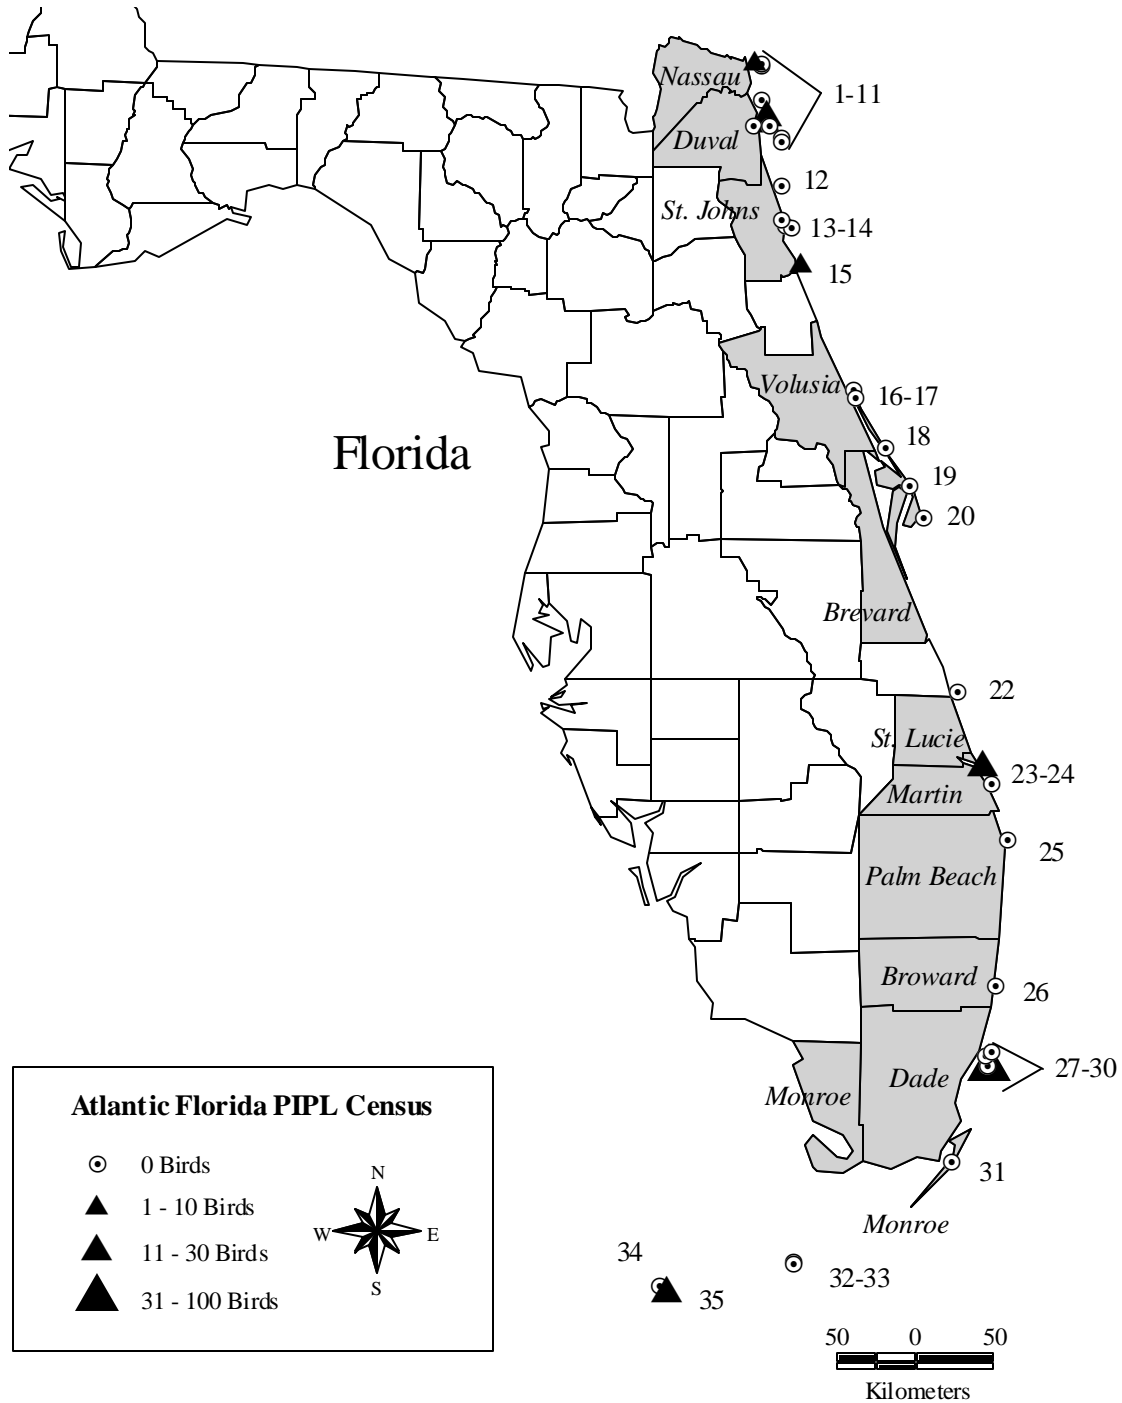 Nassau
1-11
Duval
12
St. Johns
13-14
15
Volusia
16-17
18
Florida
19
20
Brevard
22
St. Lucie
23-24
Martin
25
Palm Beach
Broward
26
27-30
Dade
Monroe
31
Monroe
34
32-33
35
Atlantic Florida PIPL Census
0 Birds
1 - 10 Birds
11 - 30 Birds
31 - 100 Birds
N
W
E
S
50 0 50
Kilometers